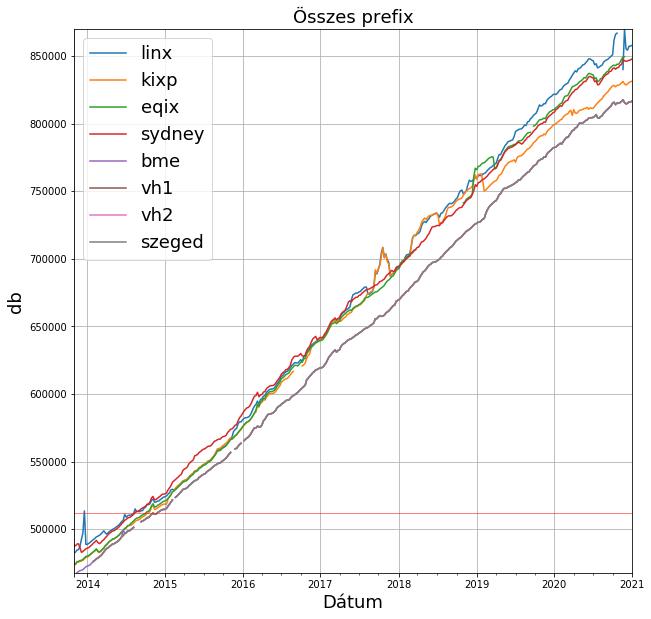 Összes prefix
linx
kixp
eqix
sydney
bme
vh1
vh2
szeged
db
850000
800000
750000
700000
650000
600000
550000
500000
2014 2015 2016 2017 2018 2019 2020 2021
Dátum